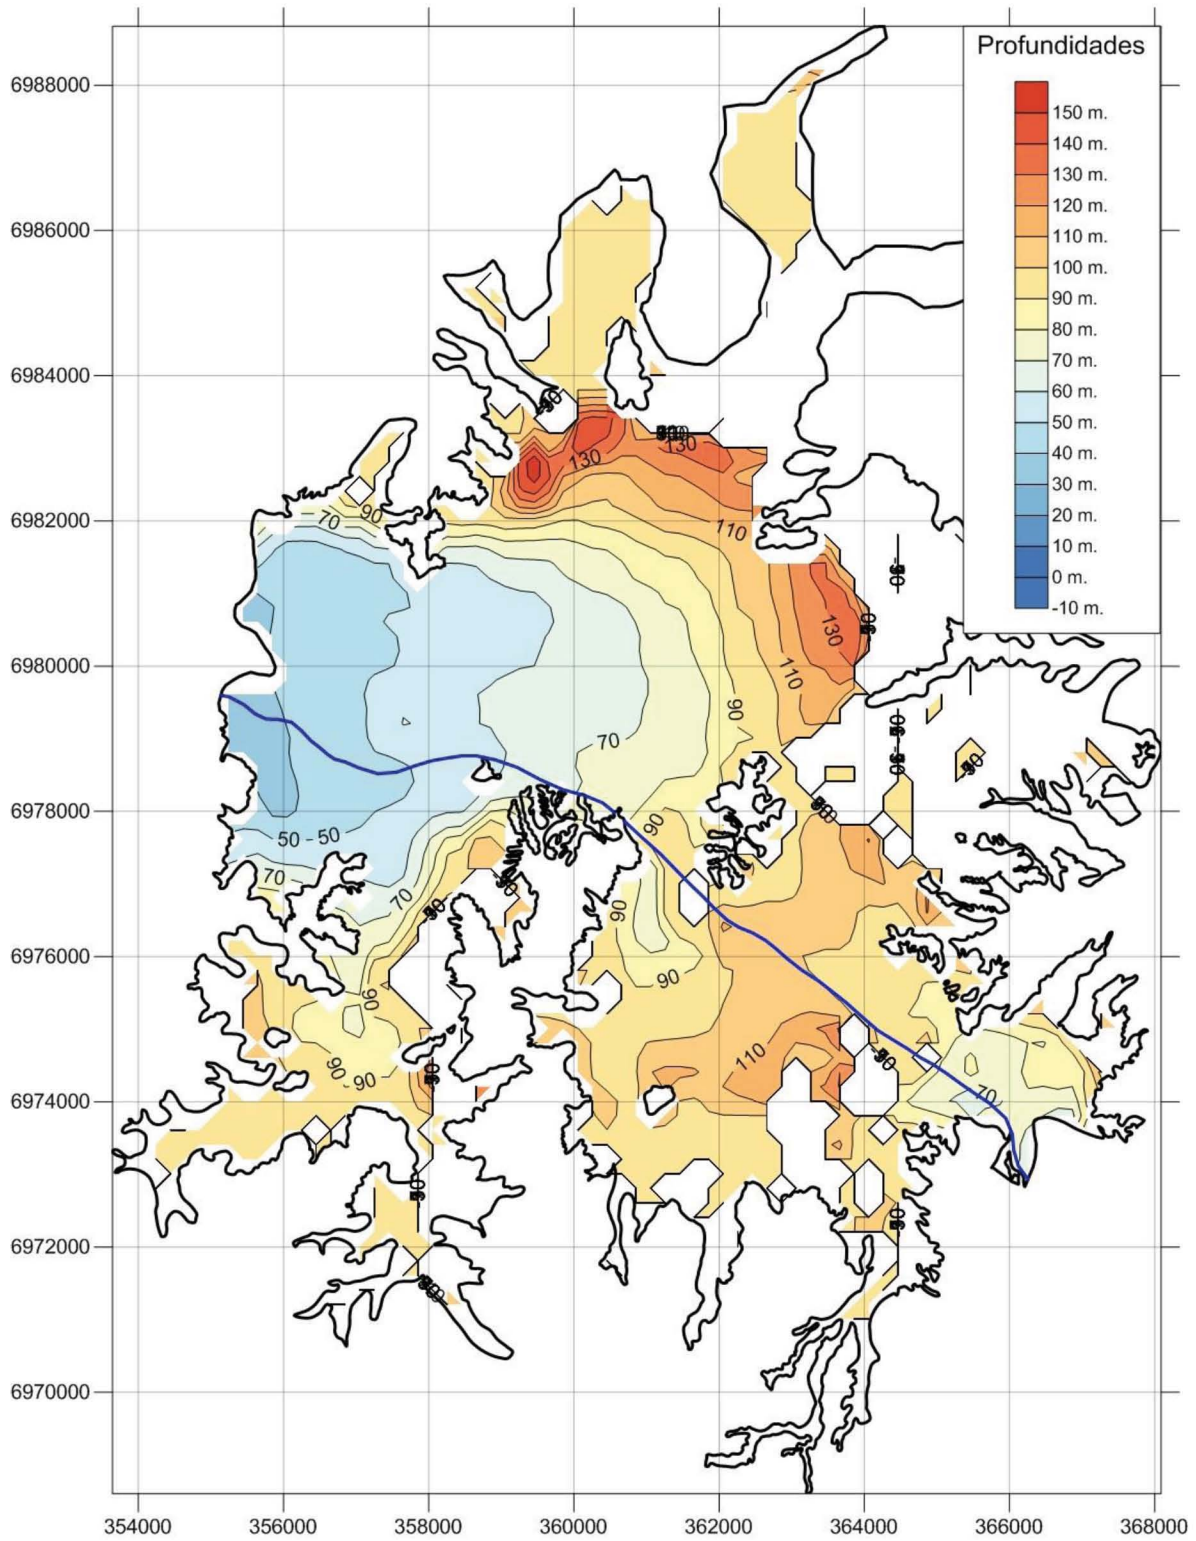 Profundidades
150 m.
140 m.
130 m.
120 m.
110 m.
100 m.
90 m.
80 m.
70 m.
60 m.
50 m.
40 m.
30 m.
20 m.
10 m.
0 m.
-10 m.
6988000
6986000
6984000
6982000
6980000
6978000
6976000
6974000
6972000
6970000
130
130
70
90
110
130
110
90
70
50 - 50
90
70
70
90
90
90
110
90 - 90
70
354000
356000
358000
360000
362000
364000
366000
368000